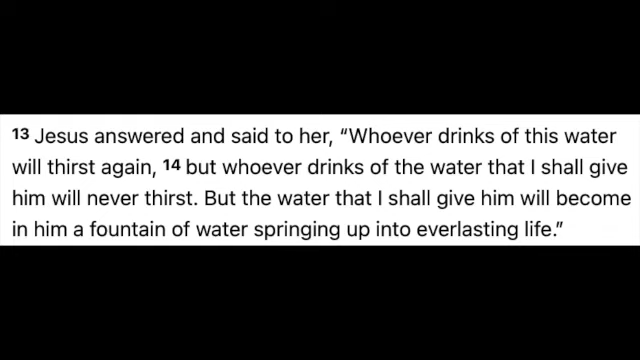 13 Jesus answered and said to her, “Whoever drinks of this water
will thirst again, 14 but whoever drinks of the water that I shall give
him will never thirst. But the water that I shall give him will become
in him a fountain of water springing up into everlasting life.”